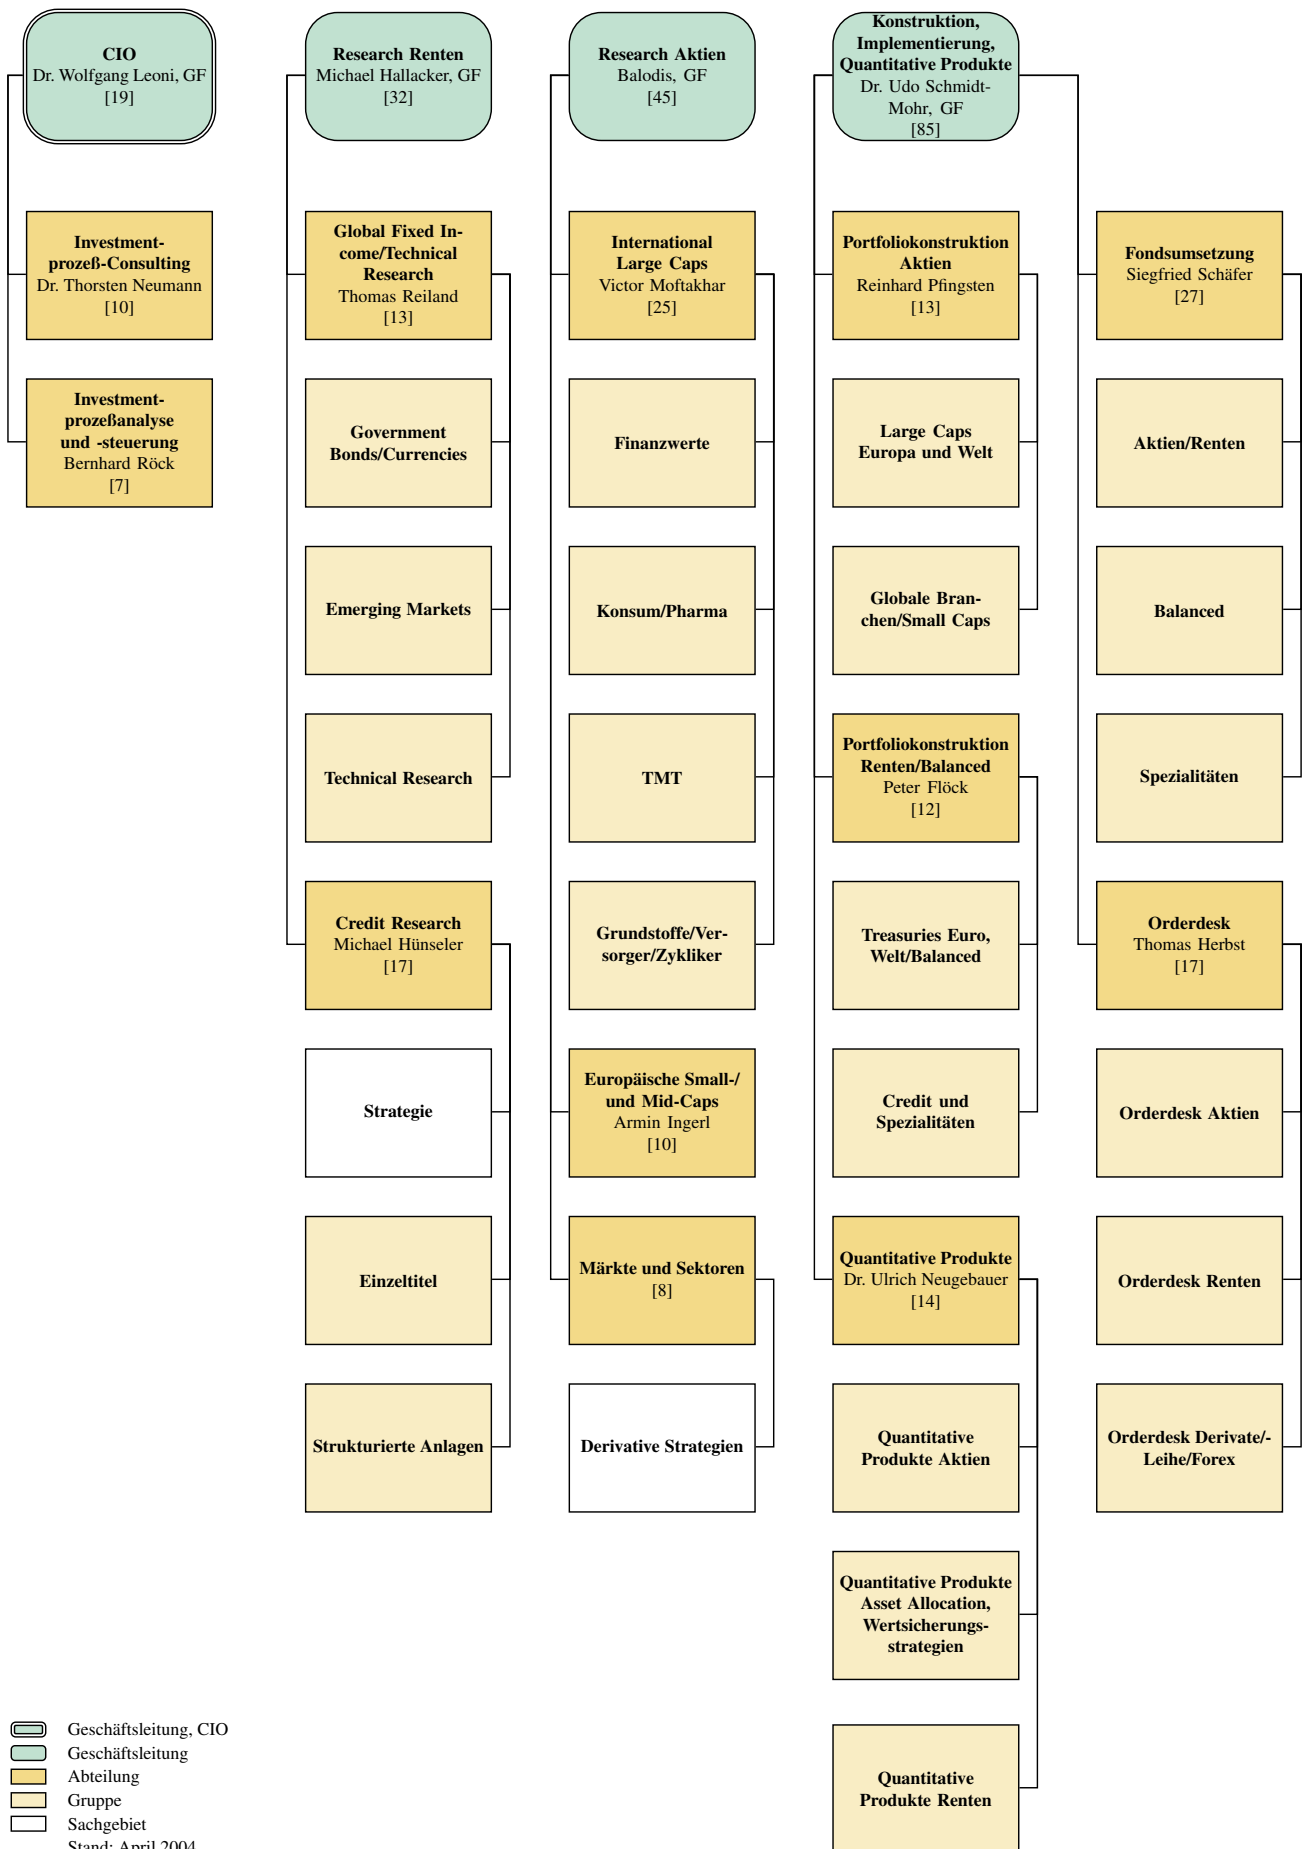 CIO
Dr. Wolfgang Leoni, GF
[19]
Investment-
prozeß-Consulting
Dr. Thorsten Neumann
[10]
Investment-
prozeßanalyse
und -steuerung
Bernhard Röck
[7]
Research Renten
Michael Hallacker, GF
[32]
Global Fixed In-
come/Technical
Research
Thomas Reiland
[13]
Government
Bonds/Currencies
Emerging Markets
Technical Research
Credit Research
Michael Hünseler
[17]
Strategie
Einzeltitel
Strukturierte Anlagen
Research Aktien
Balodis, GF
[45]
International
Large Caps
Victor Moftakhar
[25]
Finanzwerte
Konsum/Pharma
TMT
Grundstoffe/Ver-
sorger/Zykliker
Europäische Small-/
und Mid-Caps
Armin Ingerl
[10]
Märkte und Sektoren
[8]
Derivative Strategien
Konstruktion,
Implementierung,
Quantitative Produkte
Dr. Udo Schmidt-
Mohr, GF
[85]
Portfoliokonstruktion
Aktien
Reinhard Pfingsten
[13]
Large Caps
Europa und Welt
Globale Bran-
chen/Small Caps
Portfoliokonstruktion
Renten/Balanced
Peter Flöck
[12]
Treasuries Euro,
Welt/Balanced
Credit und
Spezialitäten
Quantitative Produkte
Dr. Ulrich Neugebauer
[14]
Quantitative
Produkte Aktien
Quantitative Produkte
Asset Allocation,
Wertsicherungs-
strategien
Quantitative
Produkte Renten
Fondsumsetzung
Siegfried Schäfer
[27]
Aktien/Renten
Balanced
Spezialitäten
Orderdesk
Thomas Herbst
[17]
Orderdesk Aktien
Orderdesk Renten
Orderdesk Derivate/-
Leihe/Forex
Geschäftsleitung, CIO
Geschäftsleitung
Abteilung
Gruppe
Sachgebiet
Stand: April 2004